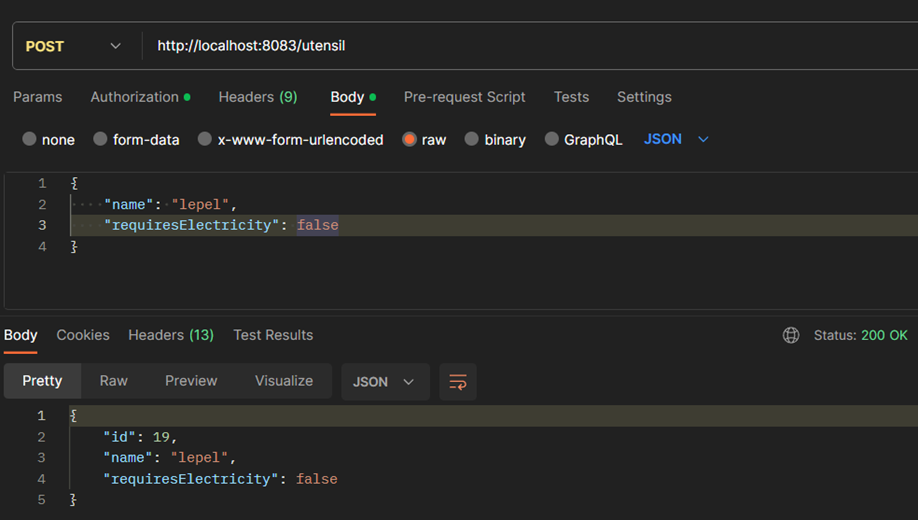 POST http://localhost:8083/utensil
Params Authorization Headers (9) Body Pre-request Script Tests Settings
none form-data x-www-form-urlencoded raw binary GraphQL JSON
1 {
2 "name": "lepel",
3 "requiresElectricity": false
4 }
Body Cookies Headers (13) Test Results Status: 200 OK
Pretty Raw Preview Visualize JSON
1 {
2 "id": 19,
3 "name": "lepel",
4 "requiresElectricity": false
5 }